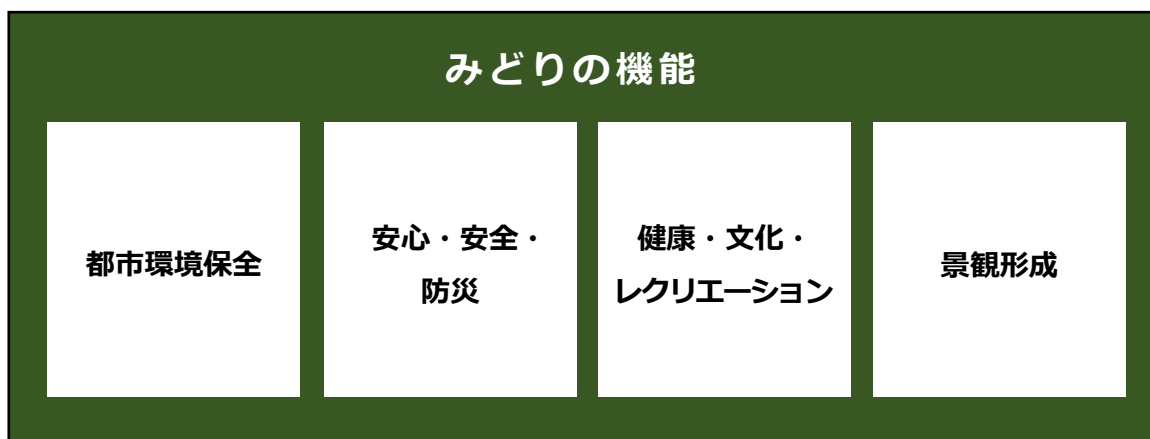 みどりの機能
都市環境保全
安心・安全・
防災
健康・文化・
レクリエーション
景観形成